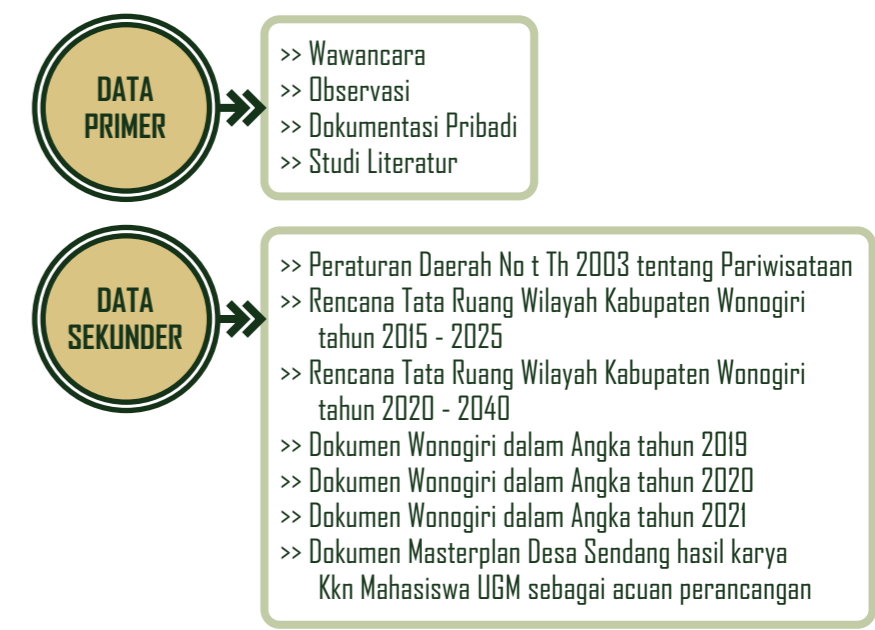 DATA
PRIMER
>> Wawancara
>> Observasi
>> Dokumentasi Pribadi
>> Studi Literatur
DATA
SEKUNDER
>> Peraturan Daerah No t Th 2003 tentang Pariwisataan
>> Rencana Tata Ruang Wilayah Kabupaten Wonogiri
tahun 2015 - 2025
>> Rencana Tata Ruang Wilayah Kabupaten Wonogiri
tahun 2020 - 2040
>> Dokumen Wonogiri dalam Angka tahun 2019
>> Dokumen Wonogiri dalam Angka tahun 2020
>> Dokumen Wonogiri dalam Angka tahun 2021
>> Dokumen Masterplan Desa Sendang hasil karya
Kkn Mahasiswa UGM sebagai acuan perancangan